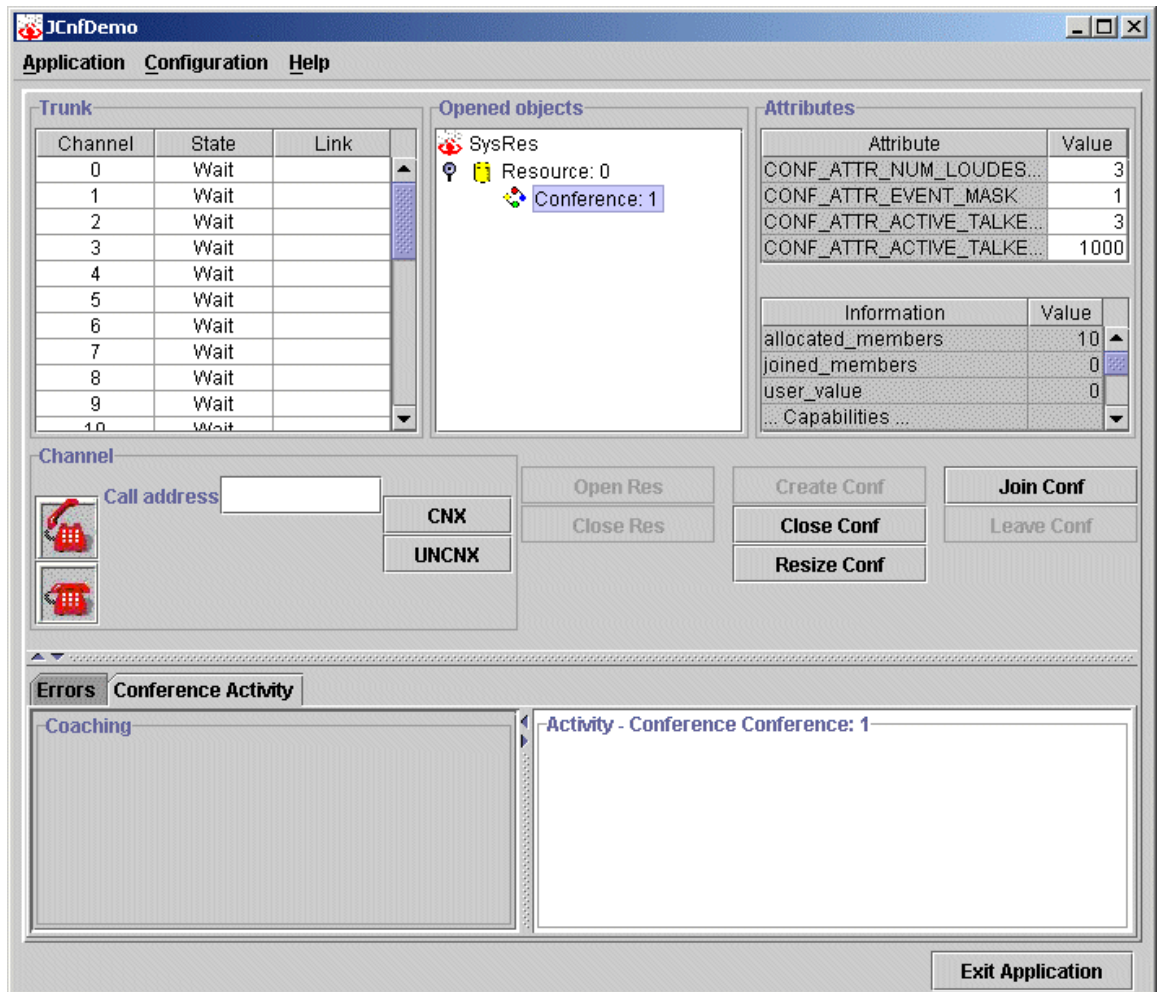 JCnfDemo
Application Configuration Help
Trunk
Channel State Link
0 Wait
1 Wait
2 Wait
3 Wait
4 Wait
5 Wait
6 Wait
7 Wait
8 Wait
9 Wait
10 Wait
Opened objects
SysRes
Resource: 0
Conference: 1
Attributes
Attribute Value
CONF_ATTR_NUM_LOUDES... 3
CONF_ATTR_EVENT_MASK 1
CONF_ATTR_ACTIVE_TALKE... 3
CONF_ATTR_ACTIVE_TALKE... 1000
Information Value
allocated_members 10
joined_members 0
user_value 0
... Capabilities ...
Channel
Call address
CNX
UNCNX
Open Res Create Conf Join Conf
Close Res Close Conf Leave Conf
Resize Conf
Errors Conference Activity
Coaching
Activity - Conference Conference: 1
Exit Application